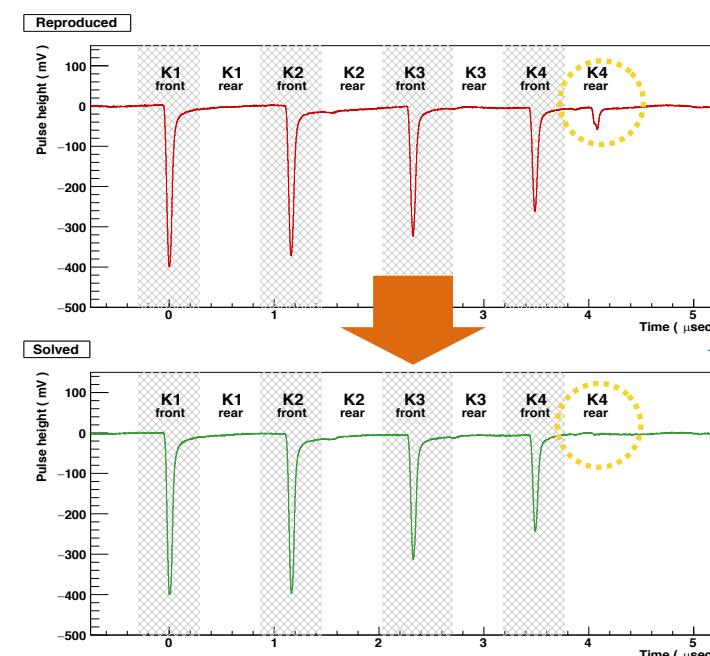 Reproduced
Pulse height ( mV )
100
0
−100
−200
−300
−400
−500
K1 K1 K2 K2 K3 K3 K4 K4
front rear front rear front rear front rear
0 1 3 4 5
Time ( μsec
Solved
Pulse height ( mV )
100
0
−100
−200
−300
−400
−500
K1 K1 K2 K2 K3 K3 K4 K4
front rear front rear front rear front rear
0 1 2 3 4 5
Time ( μsec